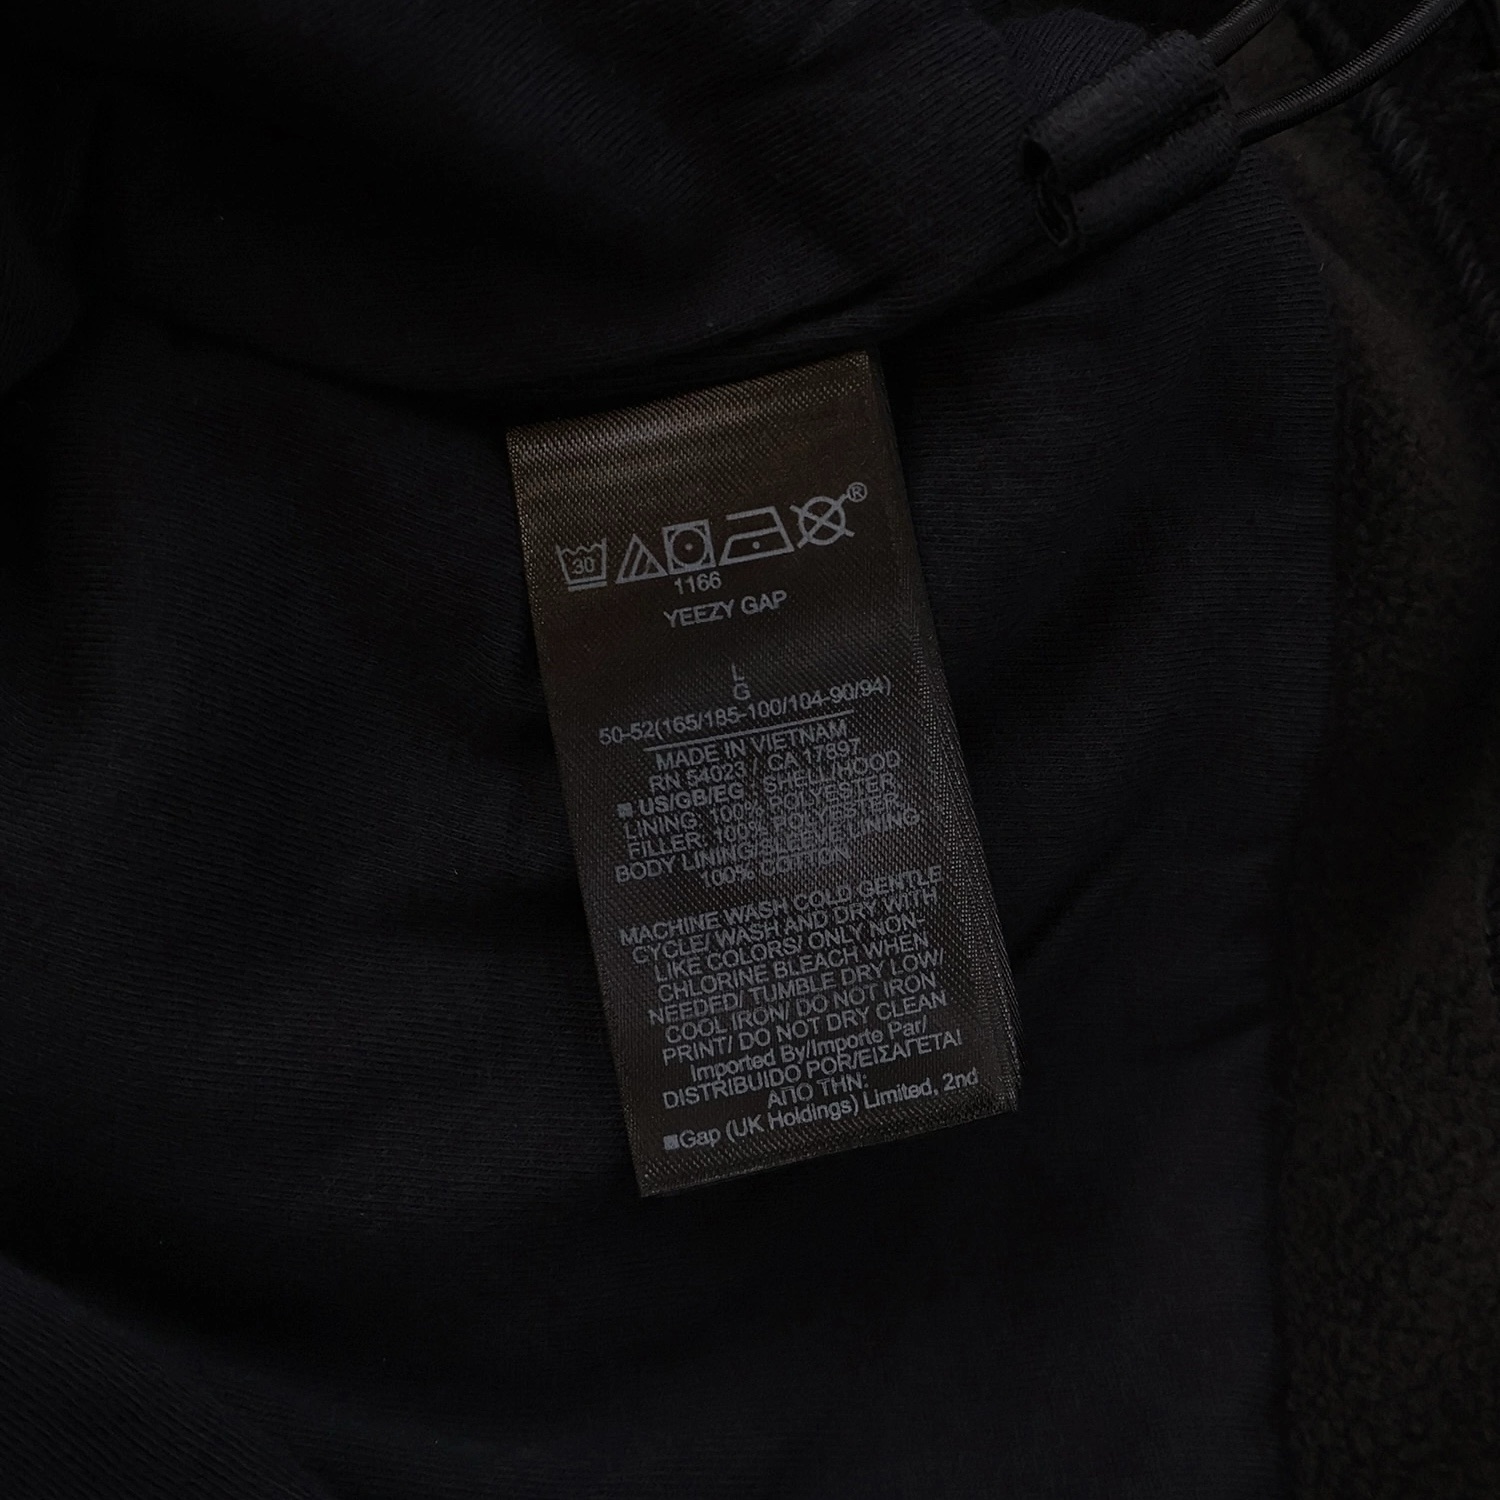 30 ®
1166
YEEZY GAP
L
G
50-52(165/185-100/104-90/94)
MADE IN VIETNAM
RN 54023 / CA 17897
■ US/GB/EG : SHELL/HOOD
LINING: 100% POLYESTER
FILLER: 100% POLYESTER
BODY LINING/SLEEVE LINING
100% COTTON
MACHINE WASH COLD,GENTLE
CYCLE/ WASH AND DRY WITH
LIKE COLORS/ ONLY NON-
CHLORINE BLEACH WHEN
NEEDED/ TUMBLE DRY LOW/
COOL IRON/ DO NOT IRON
PRINT/ DO NOT DRY CLEAN
Imported By/Importe Par/
DISTRIBUIDO POR/ΕΙΣΑΓΕΤΑΙ
ΑΠΟ ΤΗΝ:
■Gap (UK Holdings) Limited, 2nd